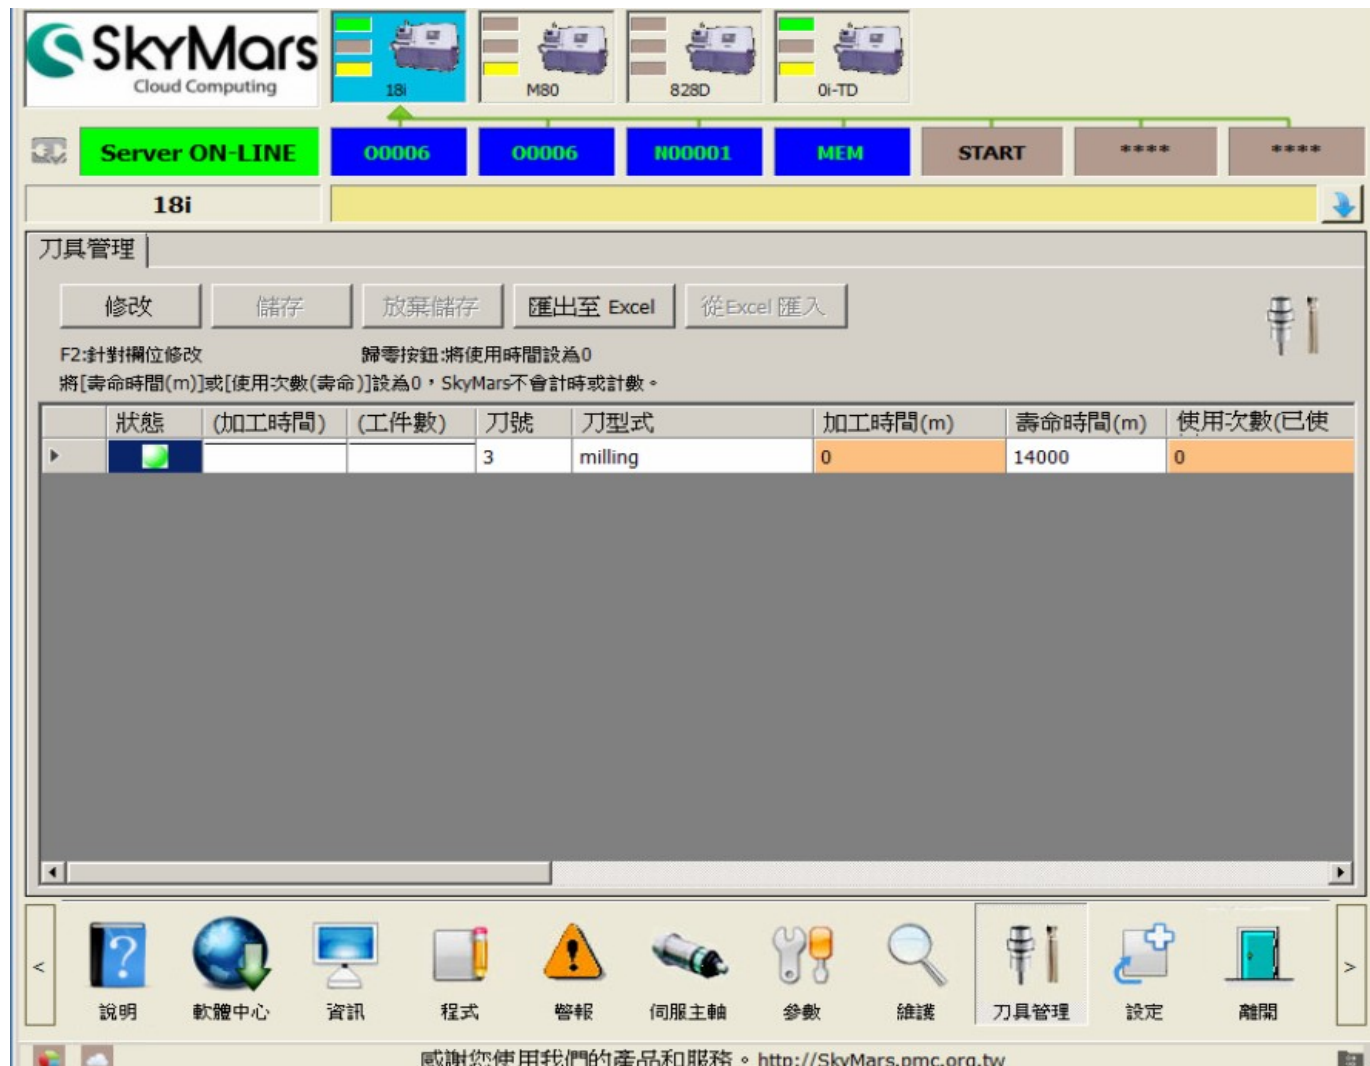 SkyMars
Cloud Computing
18i M80 828D 0i-TD
Server ON-LINE O0006 O0006 N00001 MEM START **** ****
18i
刀具管理
修改 儲存 放棄儲存 匯出至 Excel 從Excel 匯入
F2:針對欄位修改 歸零按鈕:將使用時間設為0
將[壽命時間(m)]或[使用次數(壽命)]設為0，SkyMars不會計時或計數。
狀態 (加工時間) (工件數) 刀號 刀型式 加工時間(m) 壽命時間(m) 使用次數(已使
3 milling 0 14000 0
< 說明 軟體中心 資訊 程式 警報 伺服主軸 參數 維護 刀具管理 設定 離開 >
感謝您使用我們的產品和服務。http://SkyMars.pmc.org.tw